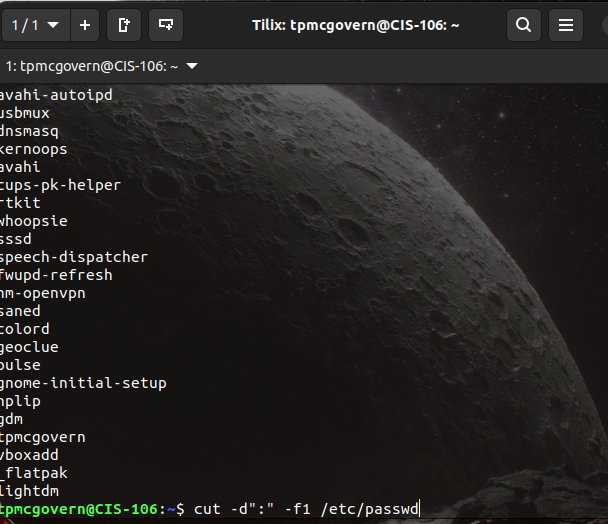 1 / 1
Tilix: tpmcgovern@CIS-106: ~
1: tpmcgovern@CIS-106: ~
avahi-autoipd
usbmux
dnsmasq
kernoops
avahi
cups-pk-helper
rtkit
whoopsie
sssd
speech-dispatcher
fwupd-refresh
nm-openvpn
saned
colord
geoclue
pulse
gnome-initial-setup
hplip
gdm
tpmcgovern
vboxadd
_flatpak
lightdm
tpmcgovern@CIS-106:~$ cut -d":" -f1 /etc/passwd